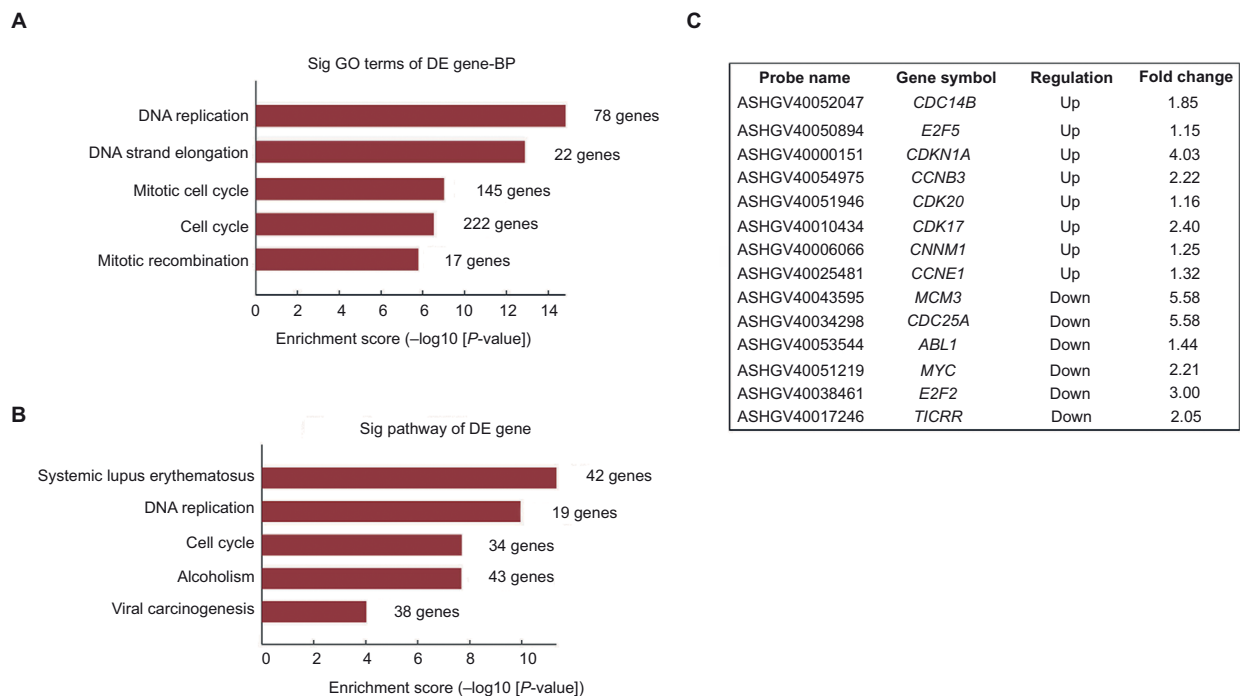 A
Sig GO terms of DE gene-BP
DNA replication 78 genes
DNA strand elongation 22 genes
Mitotic cell cycle 145 genes
Cell cycle 222 genes
Mitotic recombination 17 genes
0 2 4 6 8 6 12 14
Enrichment score (–log10 [P-value])
B
Sig pathway of DE gene
Systemic lupus erythematosus 42 genes
DNA replication 19 genes
Cell cycle 34 genes
Alcoholism 43 genes
Viral carcinogenesis 38 genes
0 2 4 6 8 10
Enrichment score (–log10 [P-value])
C
Probe name Gene symbol Regulation Fold change
ASHGV40052047 CDC14B Up 1.85
ASHGV40050894 E2F5 Up 1.15
ASHGV40000151 CDKN1A Up 4.03
ASHGV40054975 CCNB3 Up 2.22
ASHGV40051946 CDK20 Up 1.16
ASHGV40010434 CDK17 Up 2.40
ASHGV40006066 CNNM1 Up 1.25
ASHGV40025481 CCNE1 Up 1.32
ASHGV40043595 MCM3 Down 5.58
ASHGV40034298 CDC25A Down 5.58
ASHGV40053544 ABL1 Down 1.44
ASHGV40051219 MYC Down 2.21
ASHGV40038461 E2F2 Down 3.00
ASHGV40017246 TICRR Down 2.05